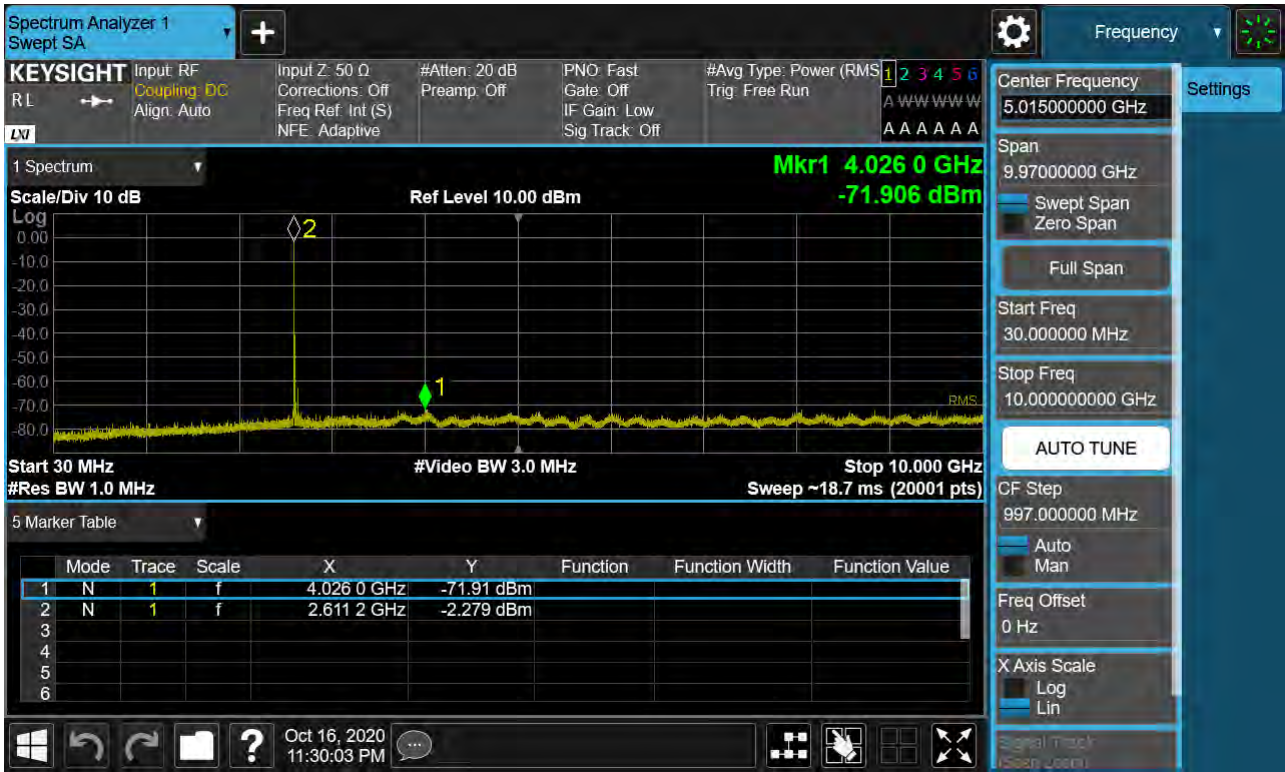 Spectrum Analyzer 1
Swept SA
Frequency
KEYSIGHT
RL
LXI
Input: RF
Coupling: DC
Align: Auto
Input Z: 50 Ω
Corrections: Off
Freq Ref: Int (S)
NFE: Adaptive
#Atten: 20 dB
Preamp: Off
PNO: Fast
Gate: Off
IF Gain: Low
Sig Track: Off
#Avg Type: Power (RMS
Trig: Free Run
1 2 3 4 5 6
A W W W W W
A A A A A A
1 Spectrum
Mkr1 4.026 0 GHz
-71.906 dBm
Scale/Div 10 dB
Ref Level 10.00 dBm
Log
0.00
-10.0
-20.0
-30.0
-40.0
-50.0
-60.0
-70.0
-80.0
2
1
RMS
Start 30 MHz
#Video BW 3.0 MHz
Stop 10.000 GHz
#Res BW 1.0 MHz
Sweep ~18.7 ms (20001 pts)
5 Marker Table
Mode Trace Scale X Y Function Function Width Function Value
1 N 1 f 4.026 0 GHz -71.91 dBm
2 N 1 f 2.611 2 GHz -2.279 dBm
3
4
5
6
Oct 16, 2020
11:30:03 PM
Center Frequency
5.015000000 GHz
Settings
Span
9.97000000 GHz
Swept Span
Zero Span
Full Span
Start Freq
30.000000 MHz
Stop Freq
10.000000000 GHz
AUTO TUNE
CF Step
997.000000 MHz
Auto
Man
Freq Offset
0 Hz
X Axis Scale
Log
Lin
Signal Track
(Span Zoom)